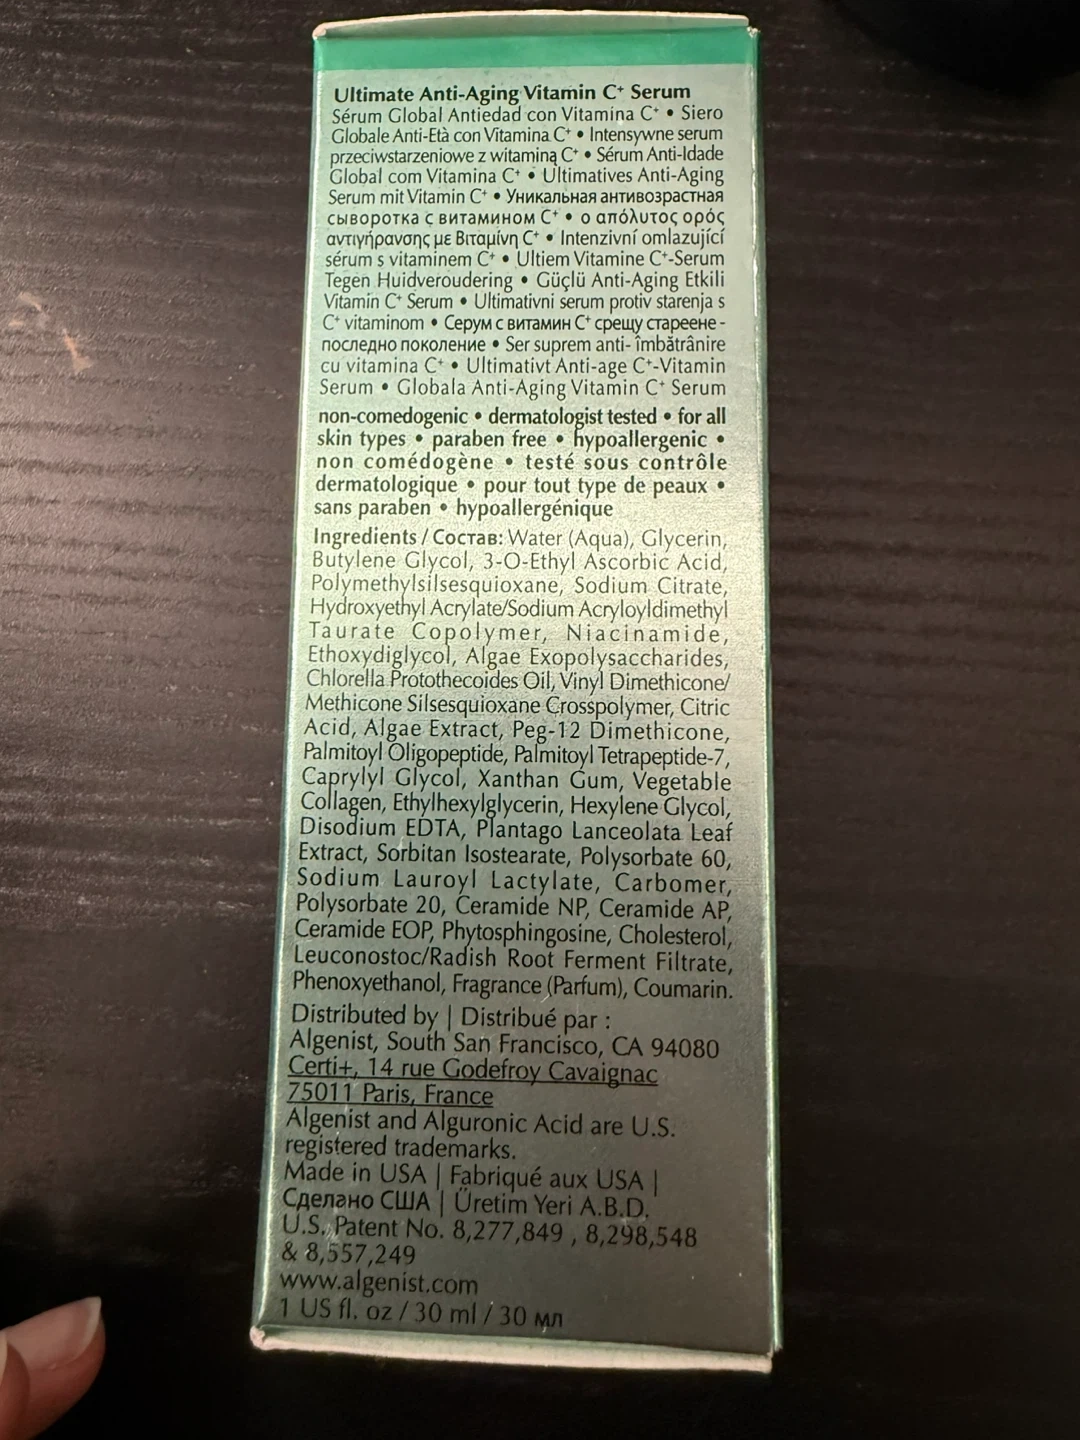 Ultimate Anti-Aging Vitamin C⁺ Serum
Sérum Global Antiedad con Vitamina C⁺ • Siero
Globale Anti-Età con Vitamina C⁺ • Intensywne serum
przeciwstarzeniowe z witaminą C⁺ • Sérum Anti-Idade
Global com Vitamina C⁺ • Ultimatives Anti-Aging
Serum mit Vitamin C⁺ • Уникальная антивозрастная
сыворотка с витамином C⁺ • ο απόλυτος ορός
αντιγήρανσης με Βιταμίνη C⁺ • Intenzivní omlazující
sérum s vitaminem C⁺ • Ultiem Vitamine C⁺-Serum
Tegen Huidveroudering • Güçlü Anti-Aging Etkili
Vitamin C⁺ Serum • Ultimativni serum protiv starenja s
C⁺ vitaminom • Серум с витамин C⁺ срещу стареене -
последно поколение • Ser suprem anti- îmbătrânire
cu vitamina C⁺ • Ultimativt Anti-age C⁺-Vitamin
Serum • Globala Anti-Aging Vitamin C⁺ Serum
non-comedogenic • dermatologist tested • for all
skin types • paraben free • hypoallergenic •
non comédogène • testé sous contrôle
dermatologique • pour tout type de peaux •
sans paraben • hypoallergénique
Ingredients / Состав: Water (Aqua), Glycerin,
Butylene Glycol, 3-O-Ethyl Ascorbic Acid,
Polymethylsilsesquioxane, Sodium Citrate,
Hydroxyethyl Acrylate/Sodium Acryloyldimethyl
Taurate Copolymer, Niacinamide,
Ethoxydiglycol, Algae Exopolysaccharides,
Chlorella Protothecoides Oil, Vinyl Dimethicone/
Methicone Silsesquioxane Crosspolymer, Citric
Acid, Algae Extract, Peg-12 Dimethicone,
Palmitoyl Oligopeptide, Palmitoyl Tetrapeptide-7,
Caprylyl Glycol, Xanthan Gum, Vegetable
Collagen, Ethylhexylglycerin, Hexylene Glycol,
Disodium EDTA, Plantago Lanceolata Leaf
Extract, Sorbitan Isostearate, Polysorbate 60,
Sodium Lauroyl Lactylate, Carbomer,
Polysorbate 20, Ceramide NP, Ceramide AP,
Ceramide EOP, Phytosphingosine, Cholesterol,
Leuconostoc/Radish Root Ferment Filtrate,
Phenoxyethanol, Fragrance (Parfum), Coumarin.
Distributed by | Distribué par :
Algenist, South San Francisco, CA 94080
Certi+, 14 rue Godefroy Cavaignac
75011 Paris, France
Algenist and Alguronic Acid are U.S.
registered trademarks.
Made in USA | Fabriqué aux USA |
Сделано США | Üretim Yeri A.B.D.
U.S. Patent No. 8,277,849 , 8,298,548
& 8,557,249
www.algenist.com
1 US fl. oz / 30 ml / 30 мл